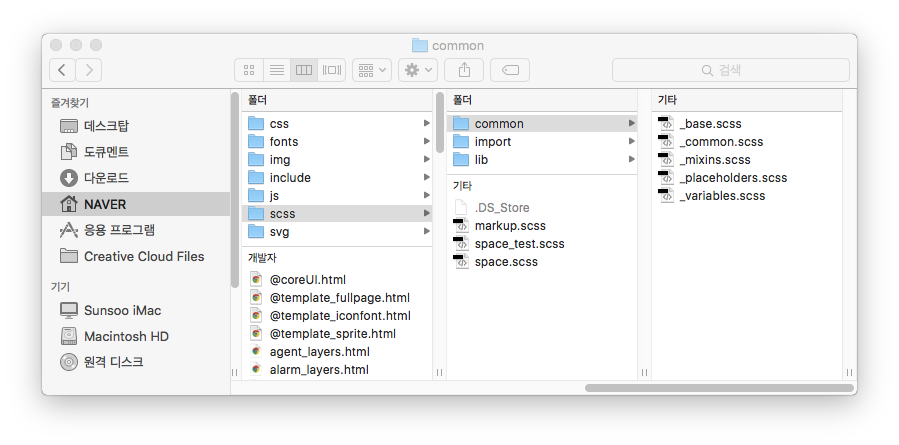 common
검색
즐겨찾기
데스크탑
도큐멘트
다운로드
NAVER
응용 프로그램
Creative Cloud Files
기기
Sunsoo iMac
Macintosh HD
원격 디스크
폴더
css
fonts
img
include
js
scss
svg
개발자
@coreUI.html
@template_fullpage.html
@template_iconfont.html
@template_sprite.html
agent_layers.html
alarm_layers.html
폴더
common
import
lib
기타
.DS_Store
markup.scss
space_test.scss
space.scss
기타
_base.scss
_common.scss
_mixins.scss
_placeholders.scss
_variables.scss